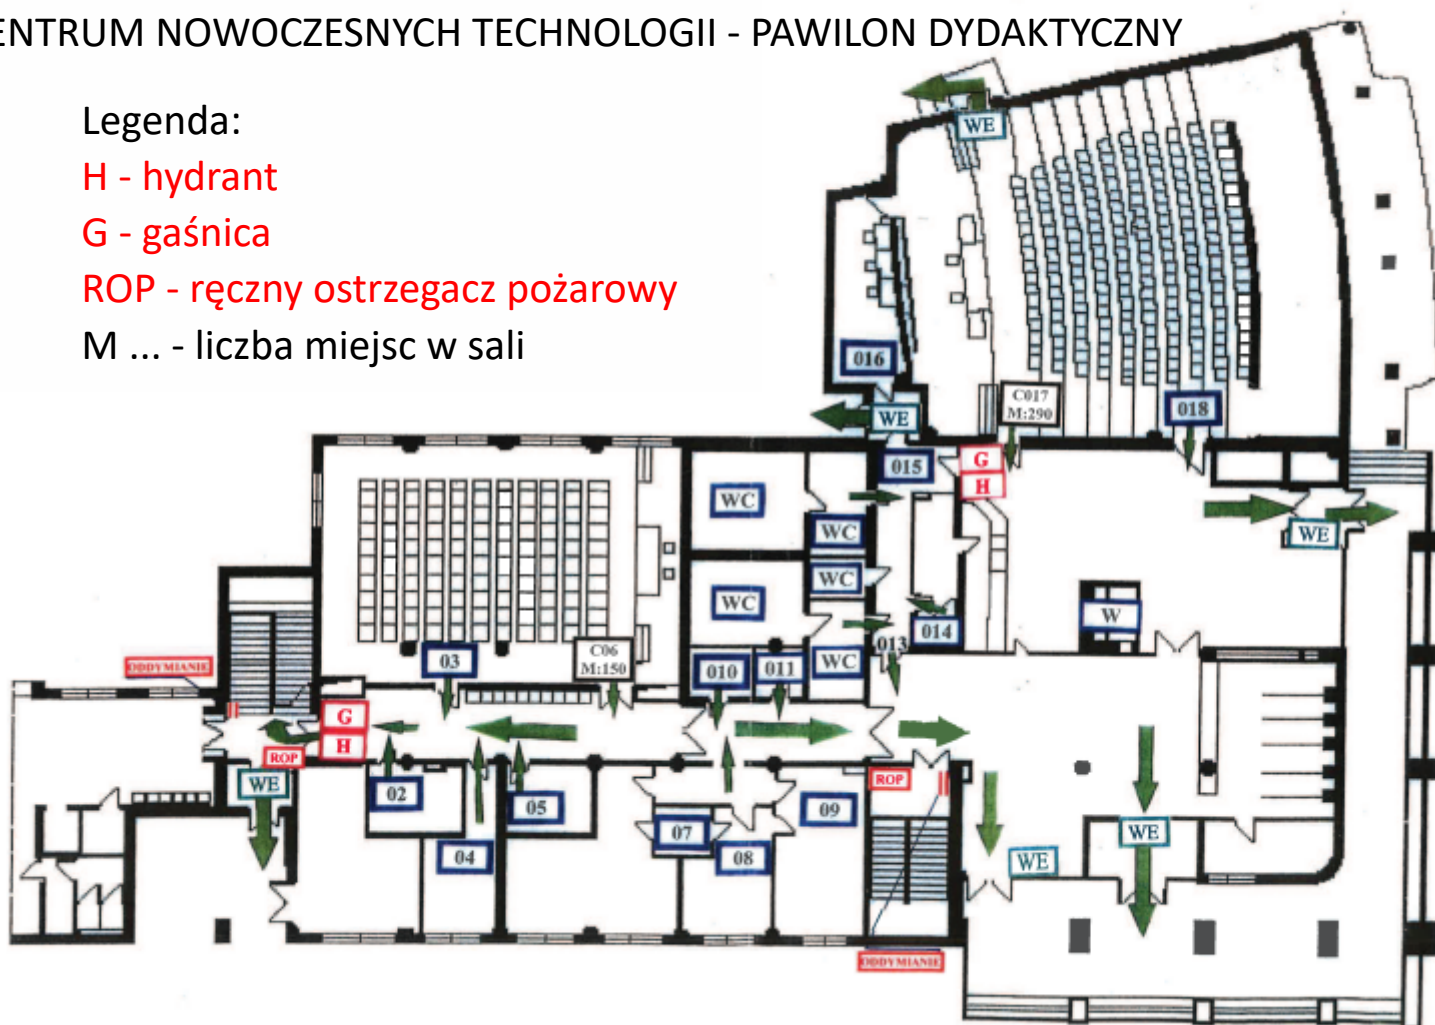 ENTRUM NOWOCZESNYCH TECHNOLOGII - PAWILON DYDAKTYCZNY
Legenda:
H - hydrant
G - gaśnica
ROP - ręczny ostrzegacz pożarowy
M ... - liczba miejsc w sali
WE
016
WE
C017
M:290
018
015
G
H
WC
WC
WE
WC
WC
W
014
013
03
C06
M:150
010
011
WC
ODDYMIANIE
G
H
ROP
WE
02
05
04
07
08
09
ROP
WE
WE
ODDYMIANIE